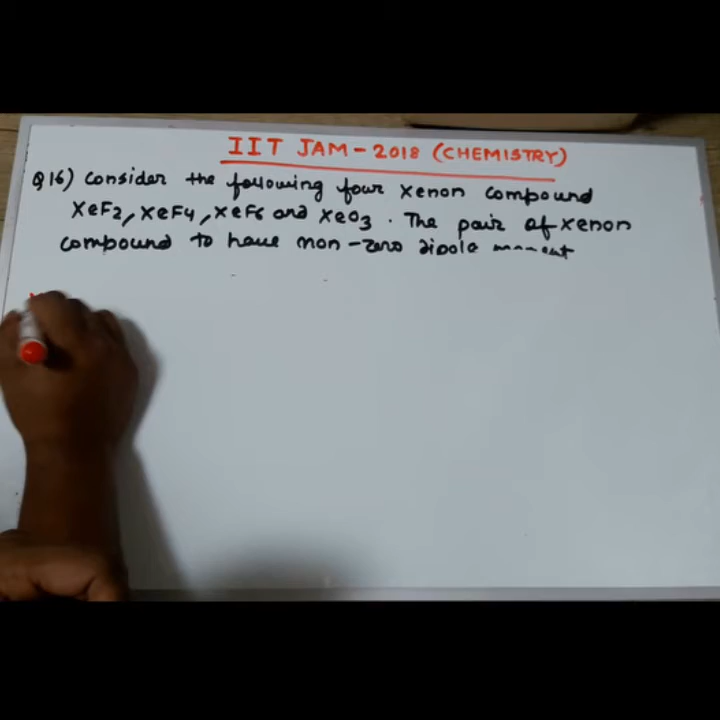 IIT JAM-2018 (CHEMISTRY)
Q16) Consider the following four xenon compound
XeF2, XeF4, XeF6 and XeO3. The pair of xenon
compound to have non-zero dipole moment